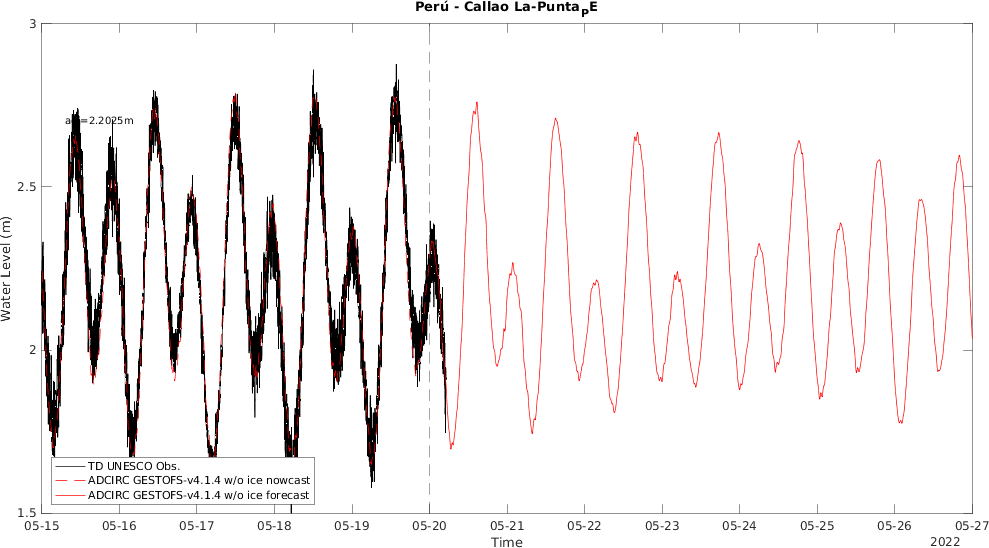 Perú - Callao La-PuntaPE
Water Level (m)
3
2.5
2
1.5
=2.2025m
TD UNESCO Obs.
ADCIRC GESTOFS-v4.1.4 w/o ice nowcast
ADCIRC GESTOFS-v4.1.4 w/o ice forecast
05-15 05-16 05-17 05-18 05-19 05-20 05-21 05-22 05-23 05-24 05-25 05-26 05-27
Time
2022